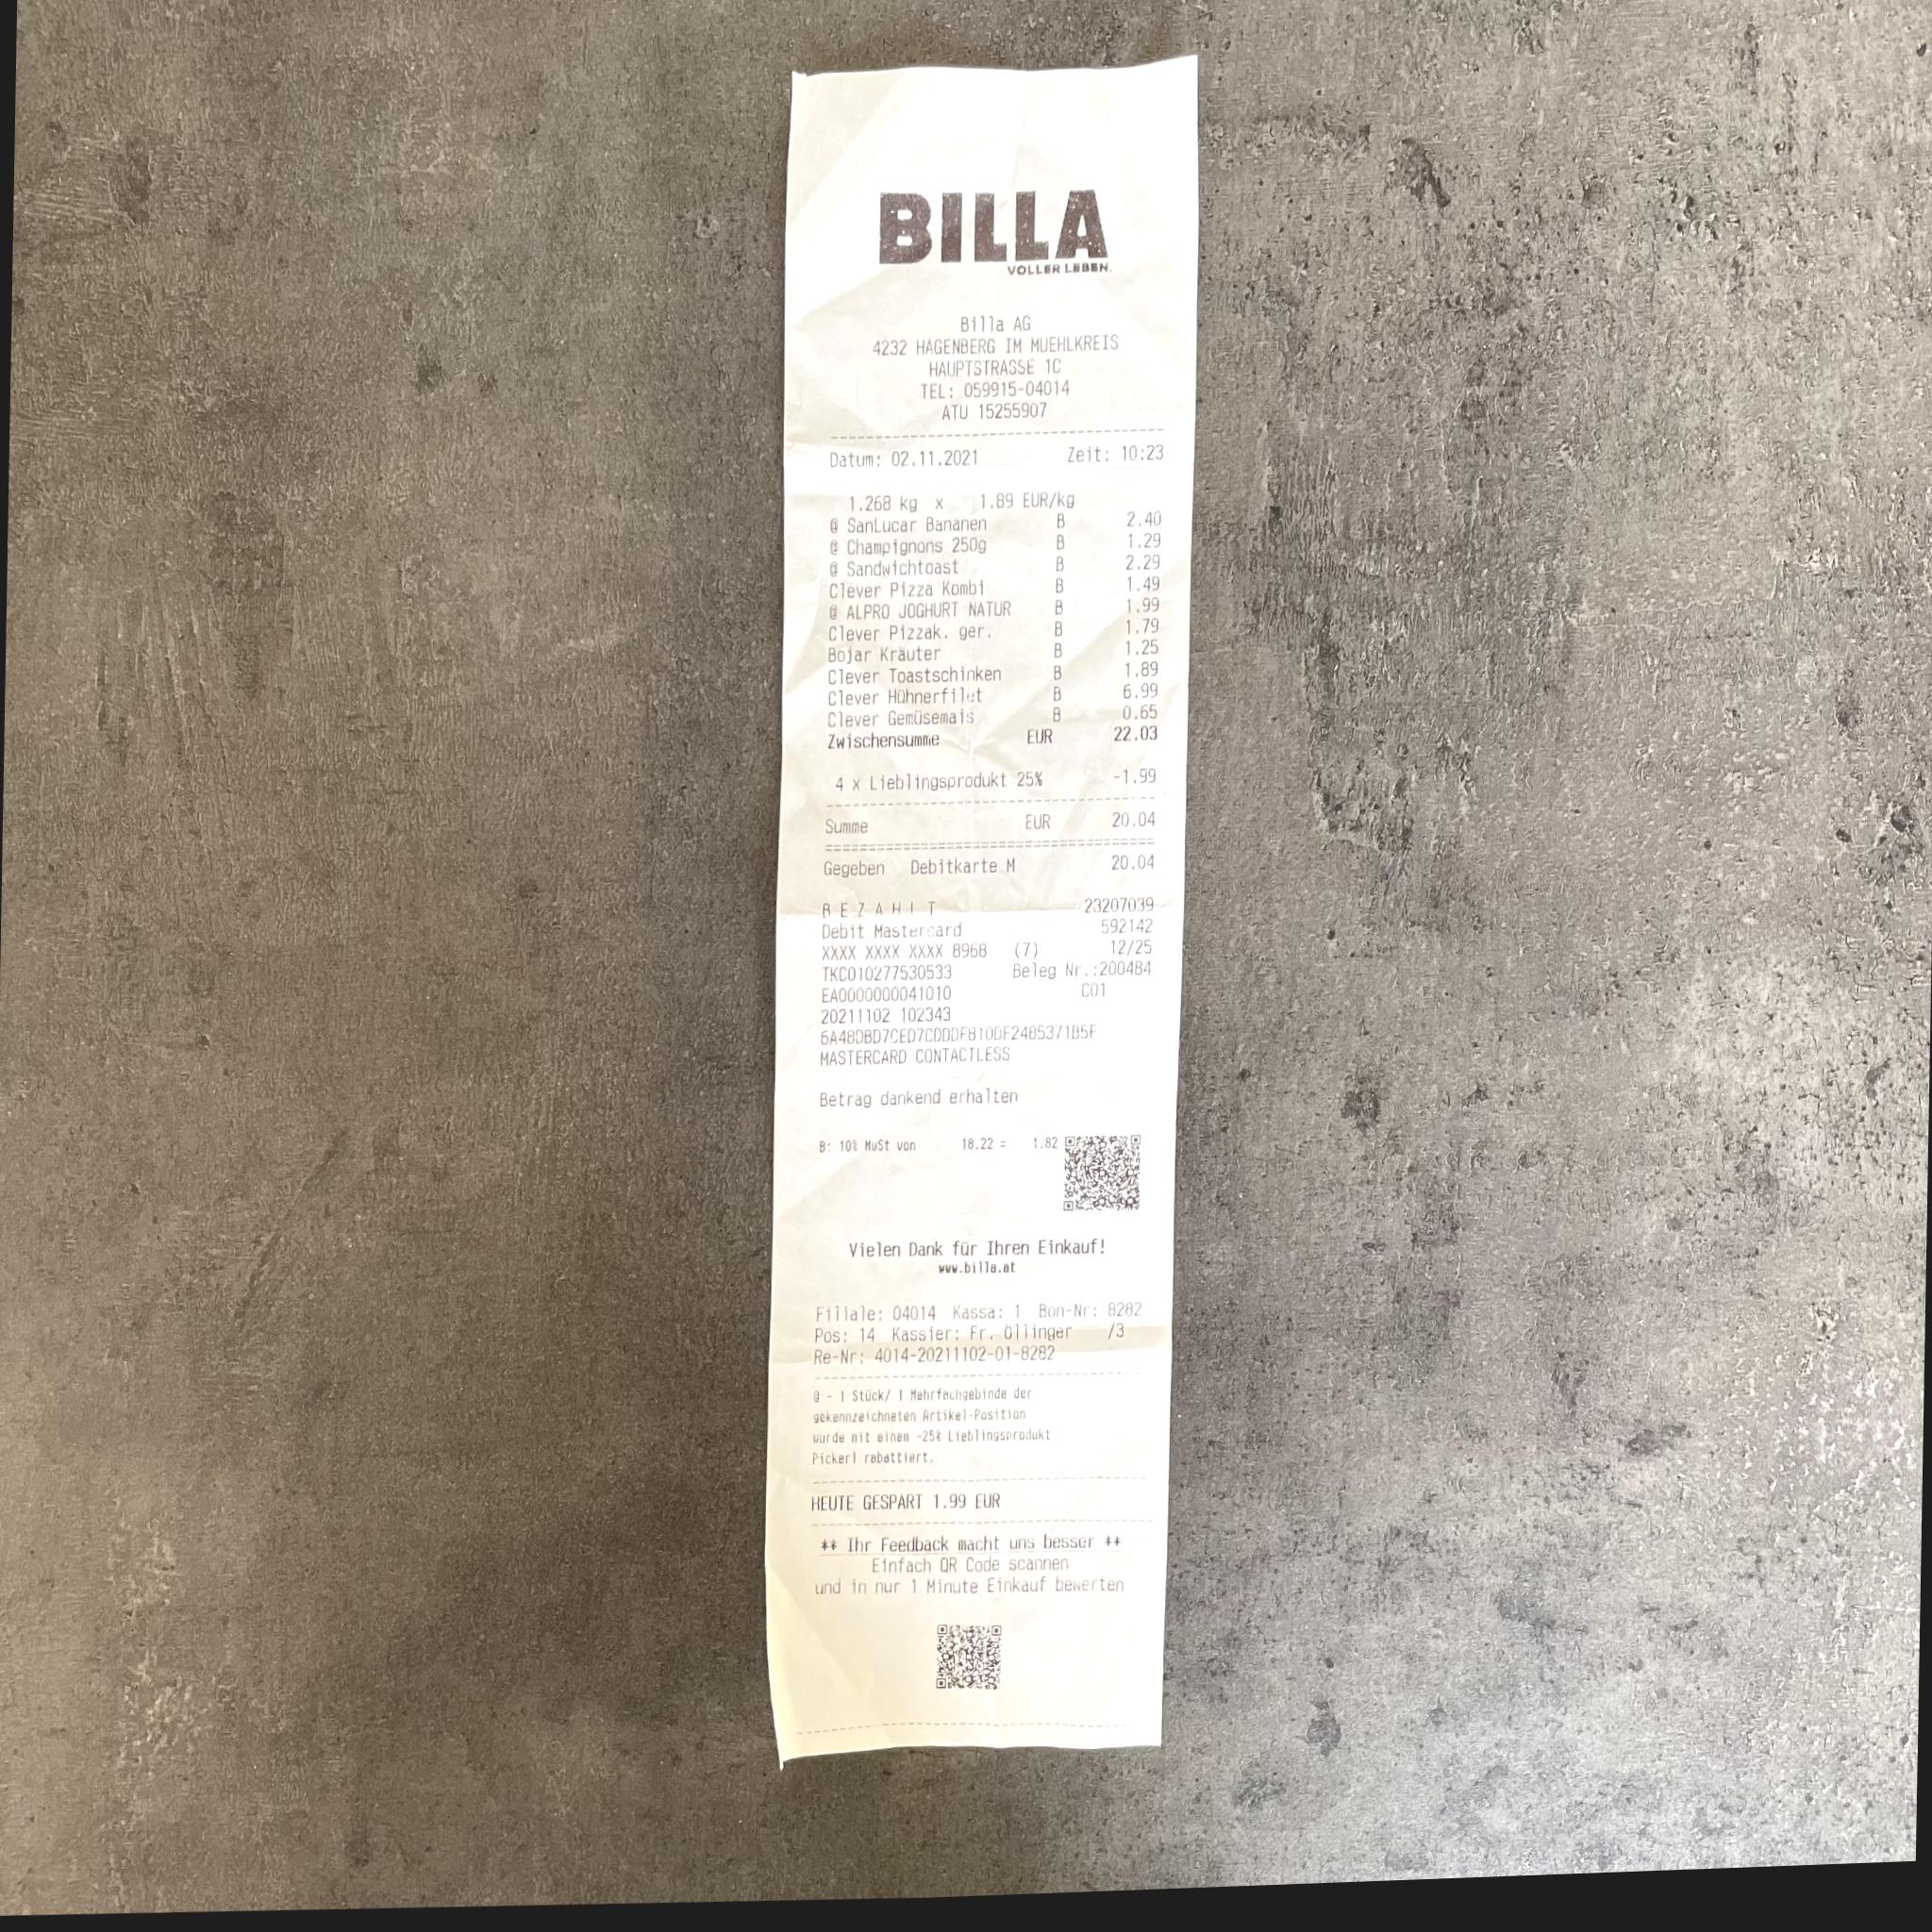 BILLA
VOLLER LEBEN.
Billa AG
4232 HAGENBERG IM MUEHLKREIS
HAUPTSTRASSE 1C
TEL: 059915-04014
ATU 15255907
Datum: 02.11.2021 Zeit: 10:23
1.268 kg x 1.89 EUR/kg
@ SanLucar Bananen B 2.40
@ Champignons 250g B 1.29
@ Sandwichtoast B 2.29
Clever Pizza Kombi B 1.49
@ ALPRO JOGHURT NATUR B 1.99
Clever Pizzak. ger. B 1.79
Bojar Kräuter B 1.25
Clever Toastschinken B 1.89
Clever Hühnerfilet B 6.99
Clever Gemüsemais B 0.65
Zwischensumme EUR 22.03
4 x Lieblingsprodukt 25% -1.99
Summe EUR 20.04
Gegeben Debitkarte M 20.04
B E Z A H L T 23207039
Debit Mastercard 592142
XXXX XXXX XXXX 8968 (7) 12/25
TKC010277530533 Beleg Nr.:200484
EA0000000041010 C01
20211102 102343
MASTERCARD CONTACTLESS
Betrag dankend erhalten
B: 10% MwSt von 18.22 = 1.82
Vielen Dank für Ihren Einkauf!
www.billa.at
Filiale: 04014 Kassa: 1 Bon-Nr: 8282
Pos: 14 Kassier: Fr. Öllinger /3
Re-Nr: 4014-20211102-01-8282
@ - 1 Stück/ 1 Mehrfachgebinde der
gekennzeichneten Artikel-Position
wurde mit einem -25% Lieblingsprodukt
Pickerl rabattiert.
HEUTE GESPART 1.99 EUR
** Ihr Feedback macht uns besser **
Einfach QR Code scannen
und in nur 1 Minute Einkauf bewerten